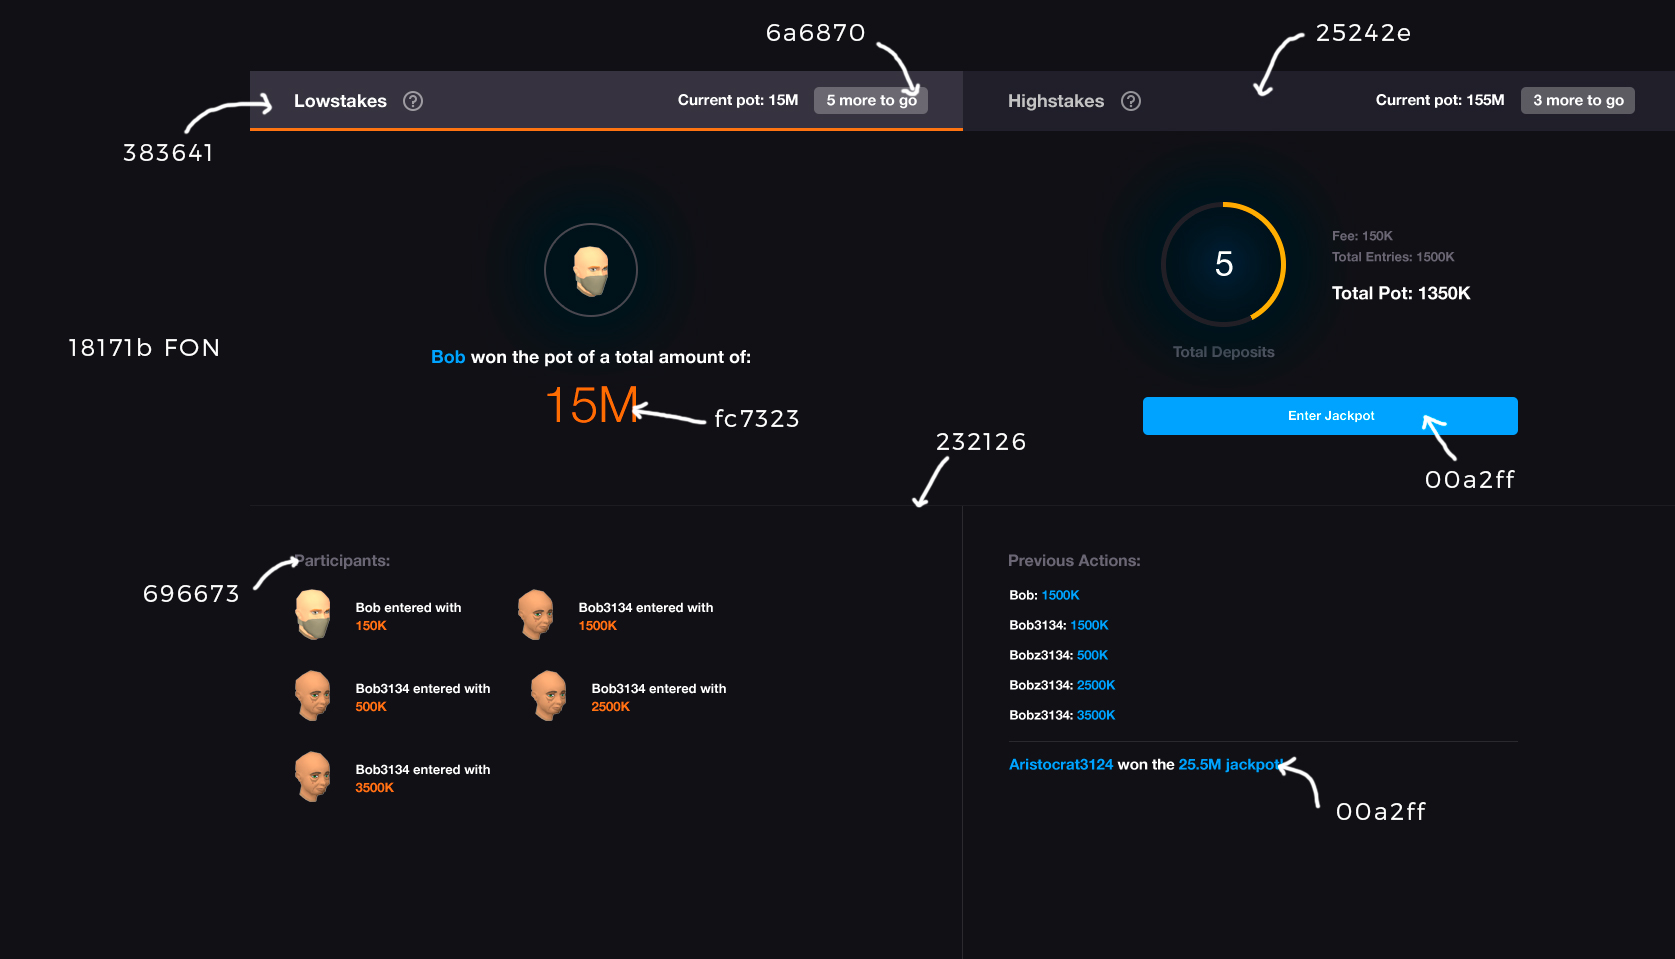 6a6870
25242e
Lowstakes ?
Current pot: 15M
5 more to go
Highstakes ?
Current pot: 155M
3 more to go
383641
5
Fee: 150K
Total Entries: 1500K
Total Pot: 1350K
18171b FON
Total Deposits
Bob won the pot of a total amount of:
15M
fc7323
Enter Jackpot
232126
00a2ff
Participants:
696673
Bob entered with
150K
Bob3134 entered with
1500K
Bob3134 entered with
500K
Bob3134 entered with
2500K
Bob3134 entered with
3500K
Previous Actions:
Bob: 1500K
Bob3134: 1500K
Bobz3134: 500K
Bobz3134: 2500K
Bobz3134: 3500K
Aristocrat3124 won the 25.5M jackpot!
00a2ff